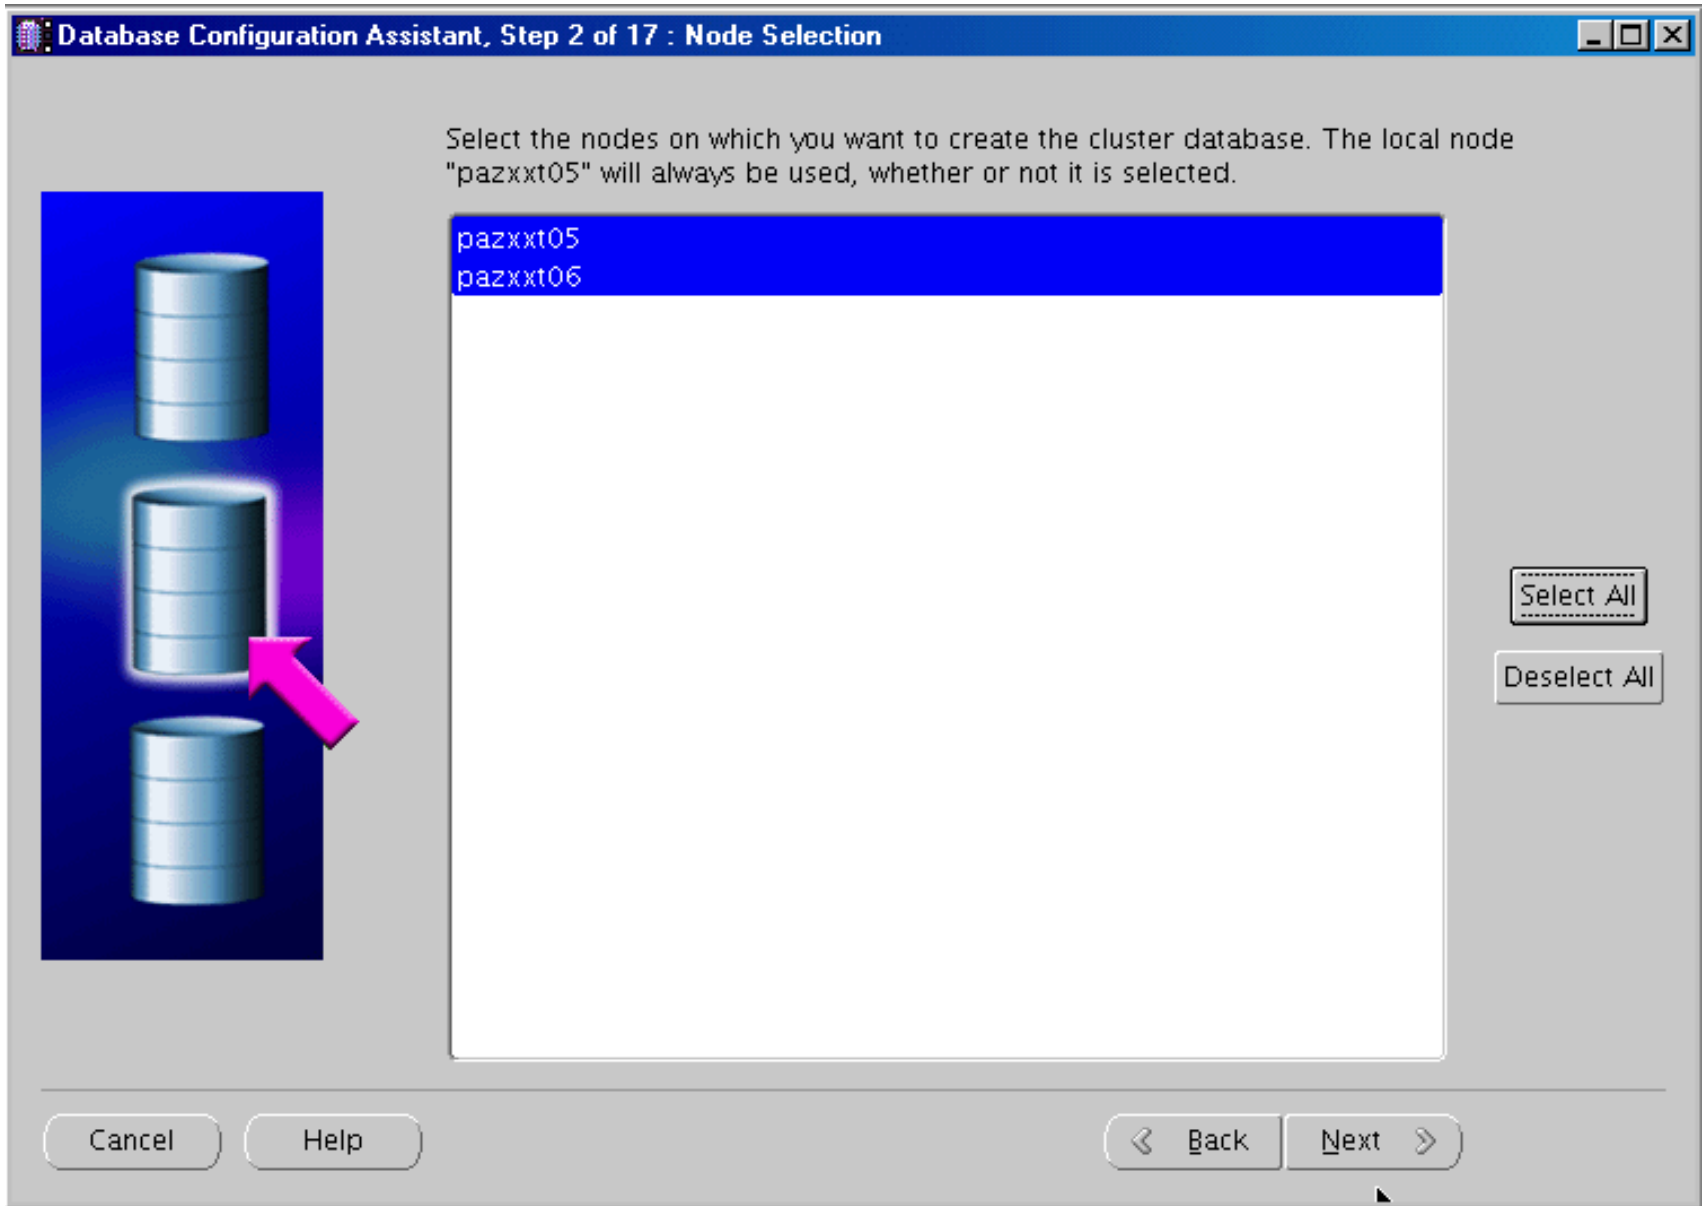 Database Configuration Assistant, Step 2 of 17 : Node Selection
Select the nodes on which you want to create the cluster database. The local node
"pazxxt05" will always be used, whether or not it is selected.
pazxxt05
pazxxt06
Select All
Deselect All
Cancel
Help
Back
Next